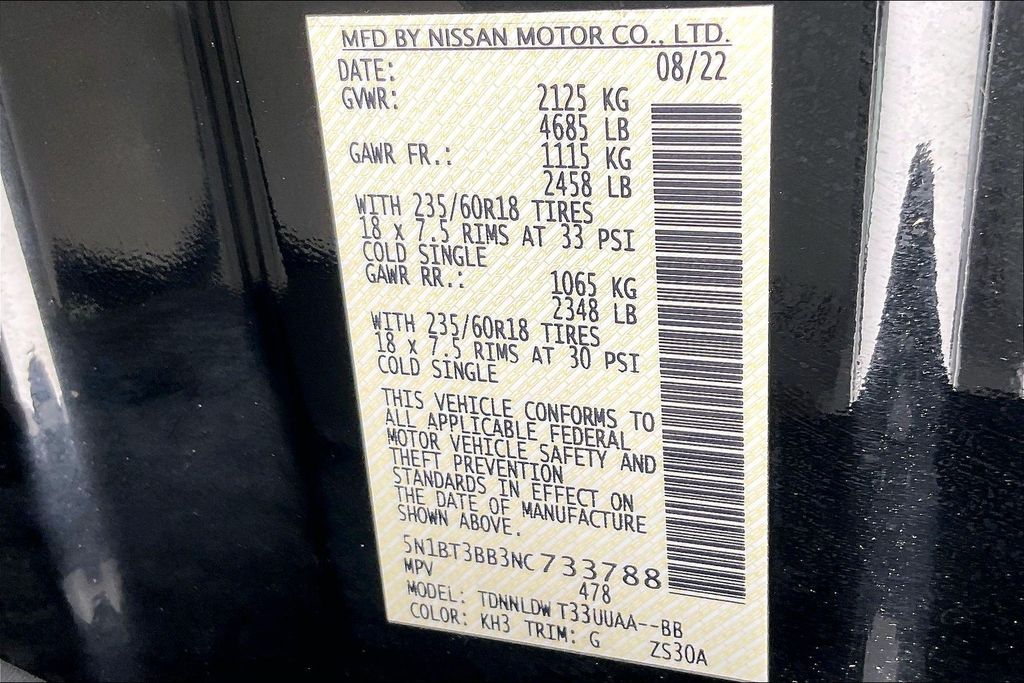 MFD BY NISSAN MOTOR CO., LTD.
DATE: 08/22
GVWR: 2125 KG
4685 LB
GAWR FR.: 1115 KG
2458 LB
WITH 235/60R18 TIRES
18 x 7.5 RIMS AT 33 PSI
COLD SINGLE
GAWR RR.: 1065 KG
2348 LB
WITH 235/60R18 TIRES
18 x 7.5 RIMS AT 30 PSI
COLD SINGLE
THIS VEHICLE CONFORMS TO
ALL APPLICABLE FEDERAL
MOTOR VEHICLE SAFETY AND
THEFT PREVENTION
STANDARDS IN EFFECT ON
THE DATE OF MANUFACTURE
SHOWN ABOVE.
5N1BT3BB3NC733788
MPV 478
MODEL: TDNNLDW T33UUAA--BB
COLOR: KH3 TRIM: G ZS30A